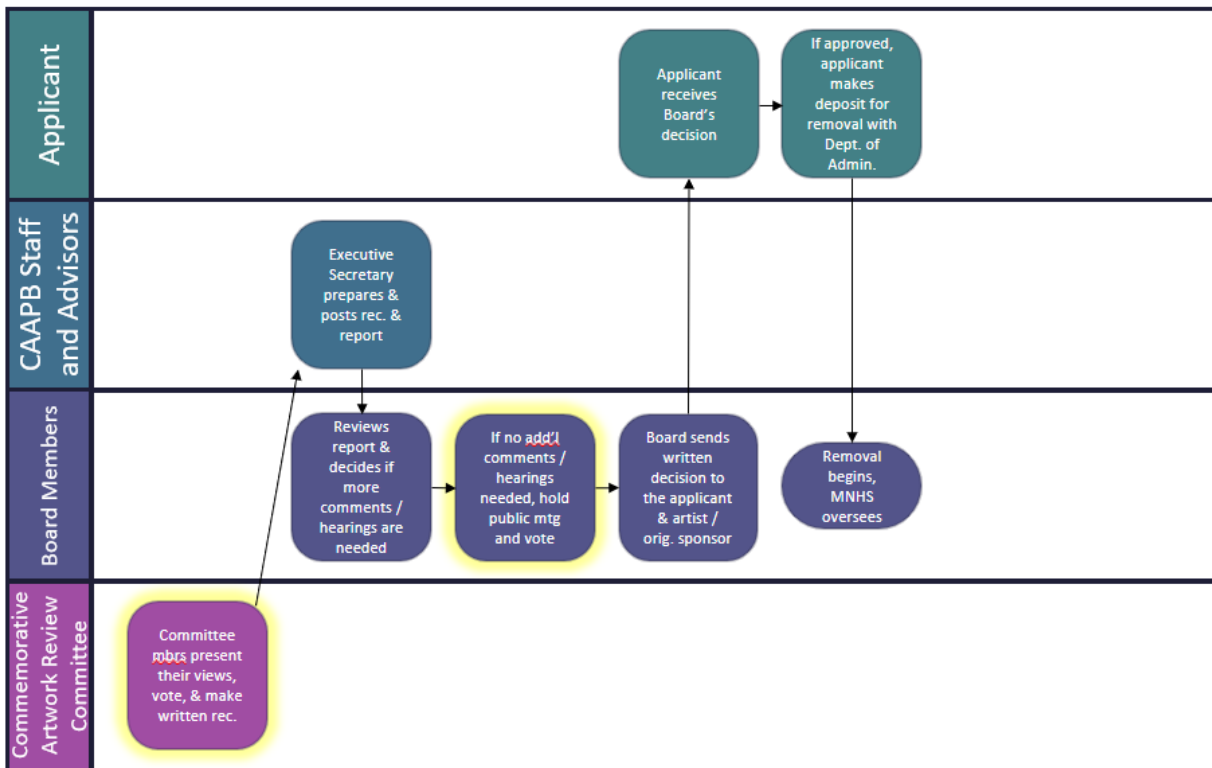 Applicant
Applicant
receives
Board's
decision
If approved,
applicant
makes
deposit for
removal with
Dept. of
Admin.
CAAPB Staff
and Advisors
Executive
Secretary
prepares &
posts rec. &
report
Board Members
Reviews
report &
decides if
more
comments /
hearings are
needed
If no add'l
comments /
hearings
needed, hold
public mtg
and vote
Board sends
written
decision to
the applicant
& artist /
orig. sponsor
Removal
begins,
MNHS
oversees
Commemorative
Artwork Review
Committee
Committee
mbrs present
their views,
vote, & make
written rec.